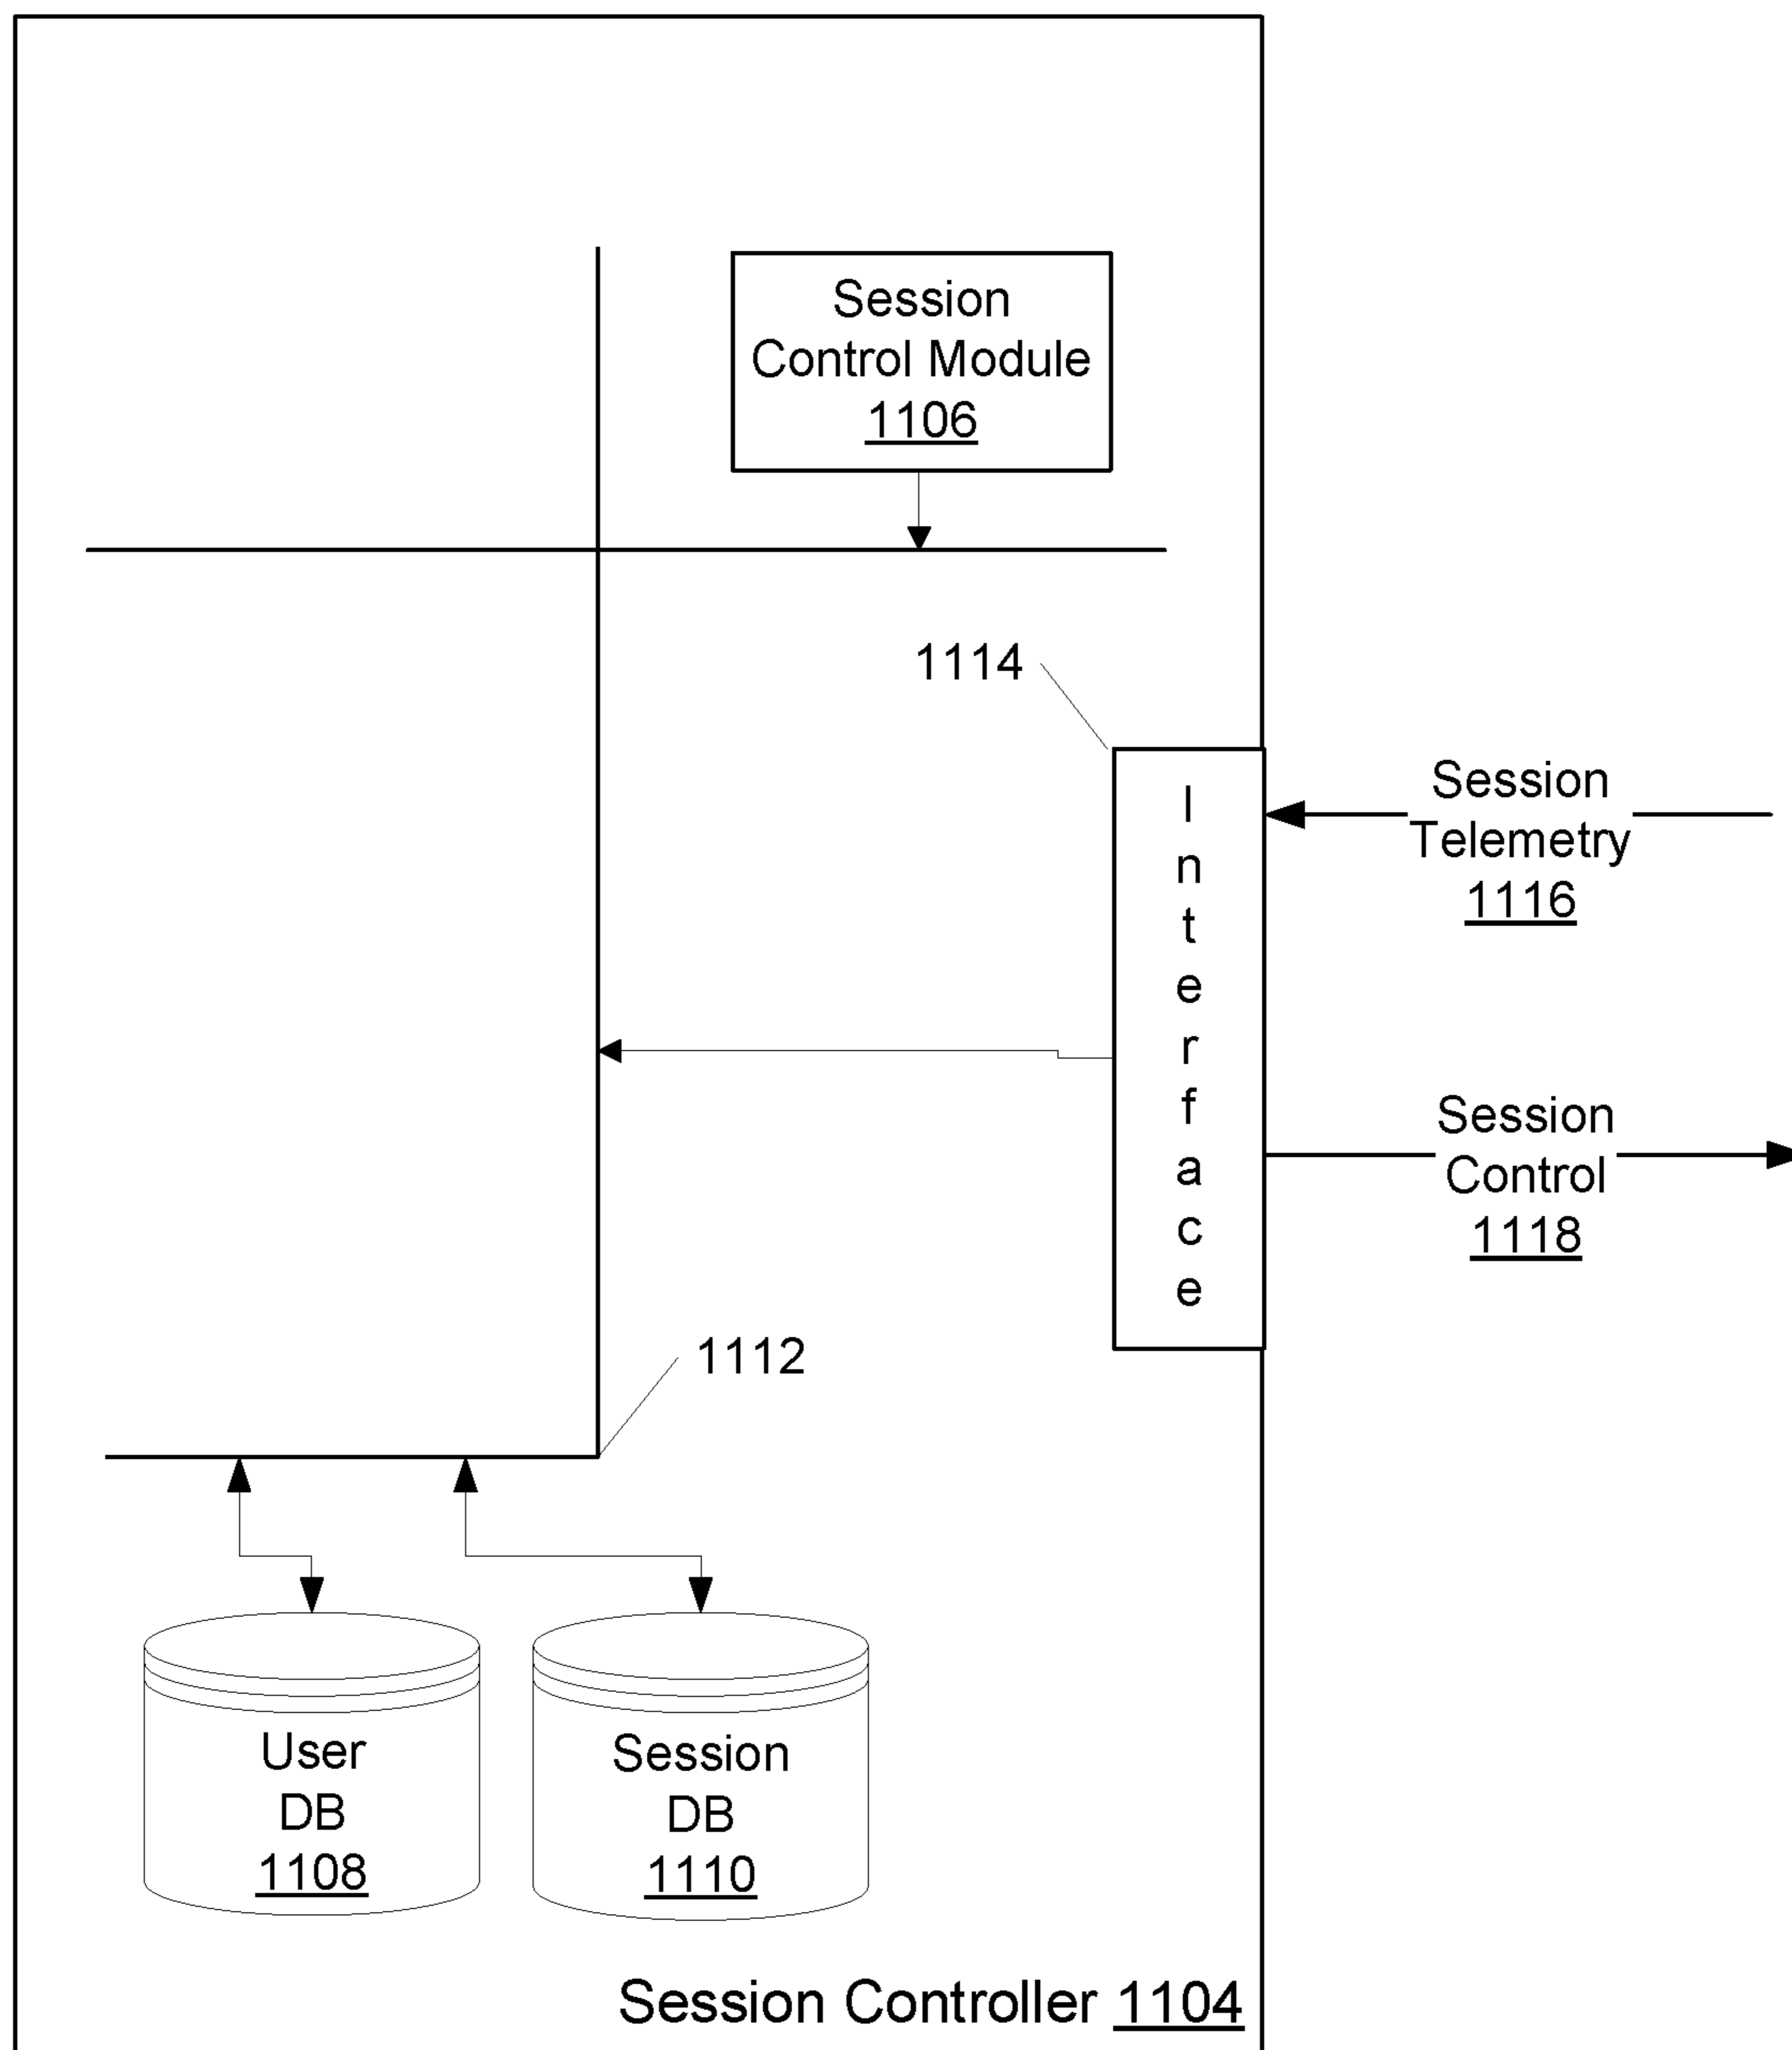 Session
Control Module
1106
1114
Interface
Session
Telemetry
1116
Session
Control
1118
1112
User
DB
1108
Session
DB
1110
Session Controller 1104